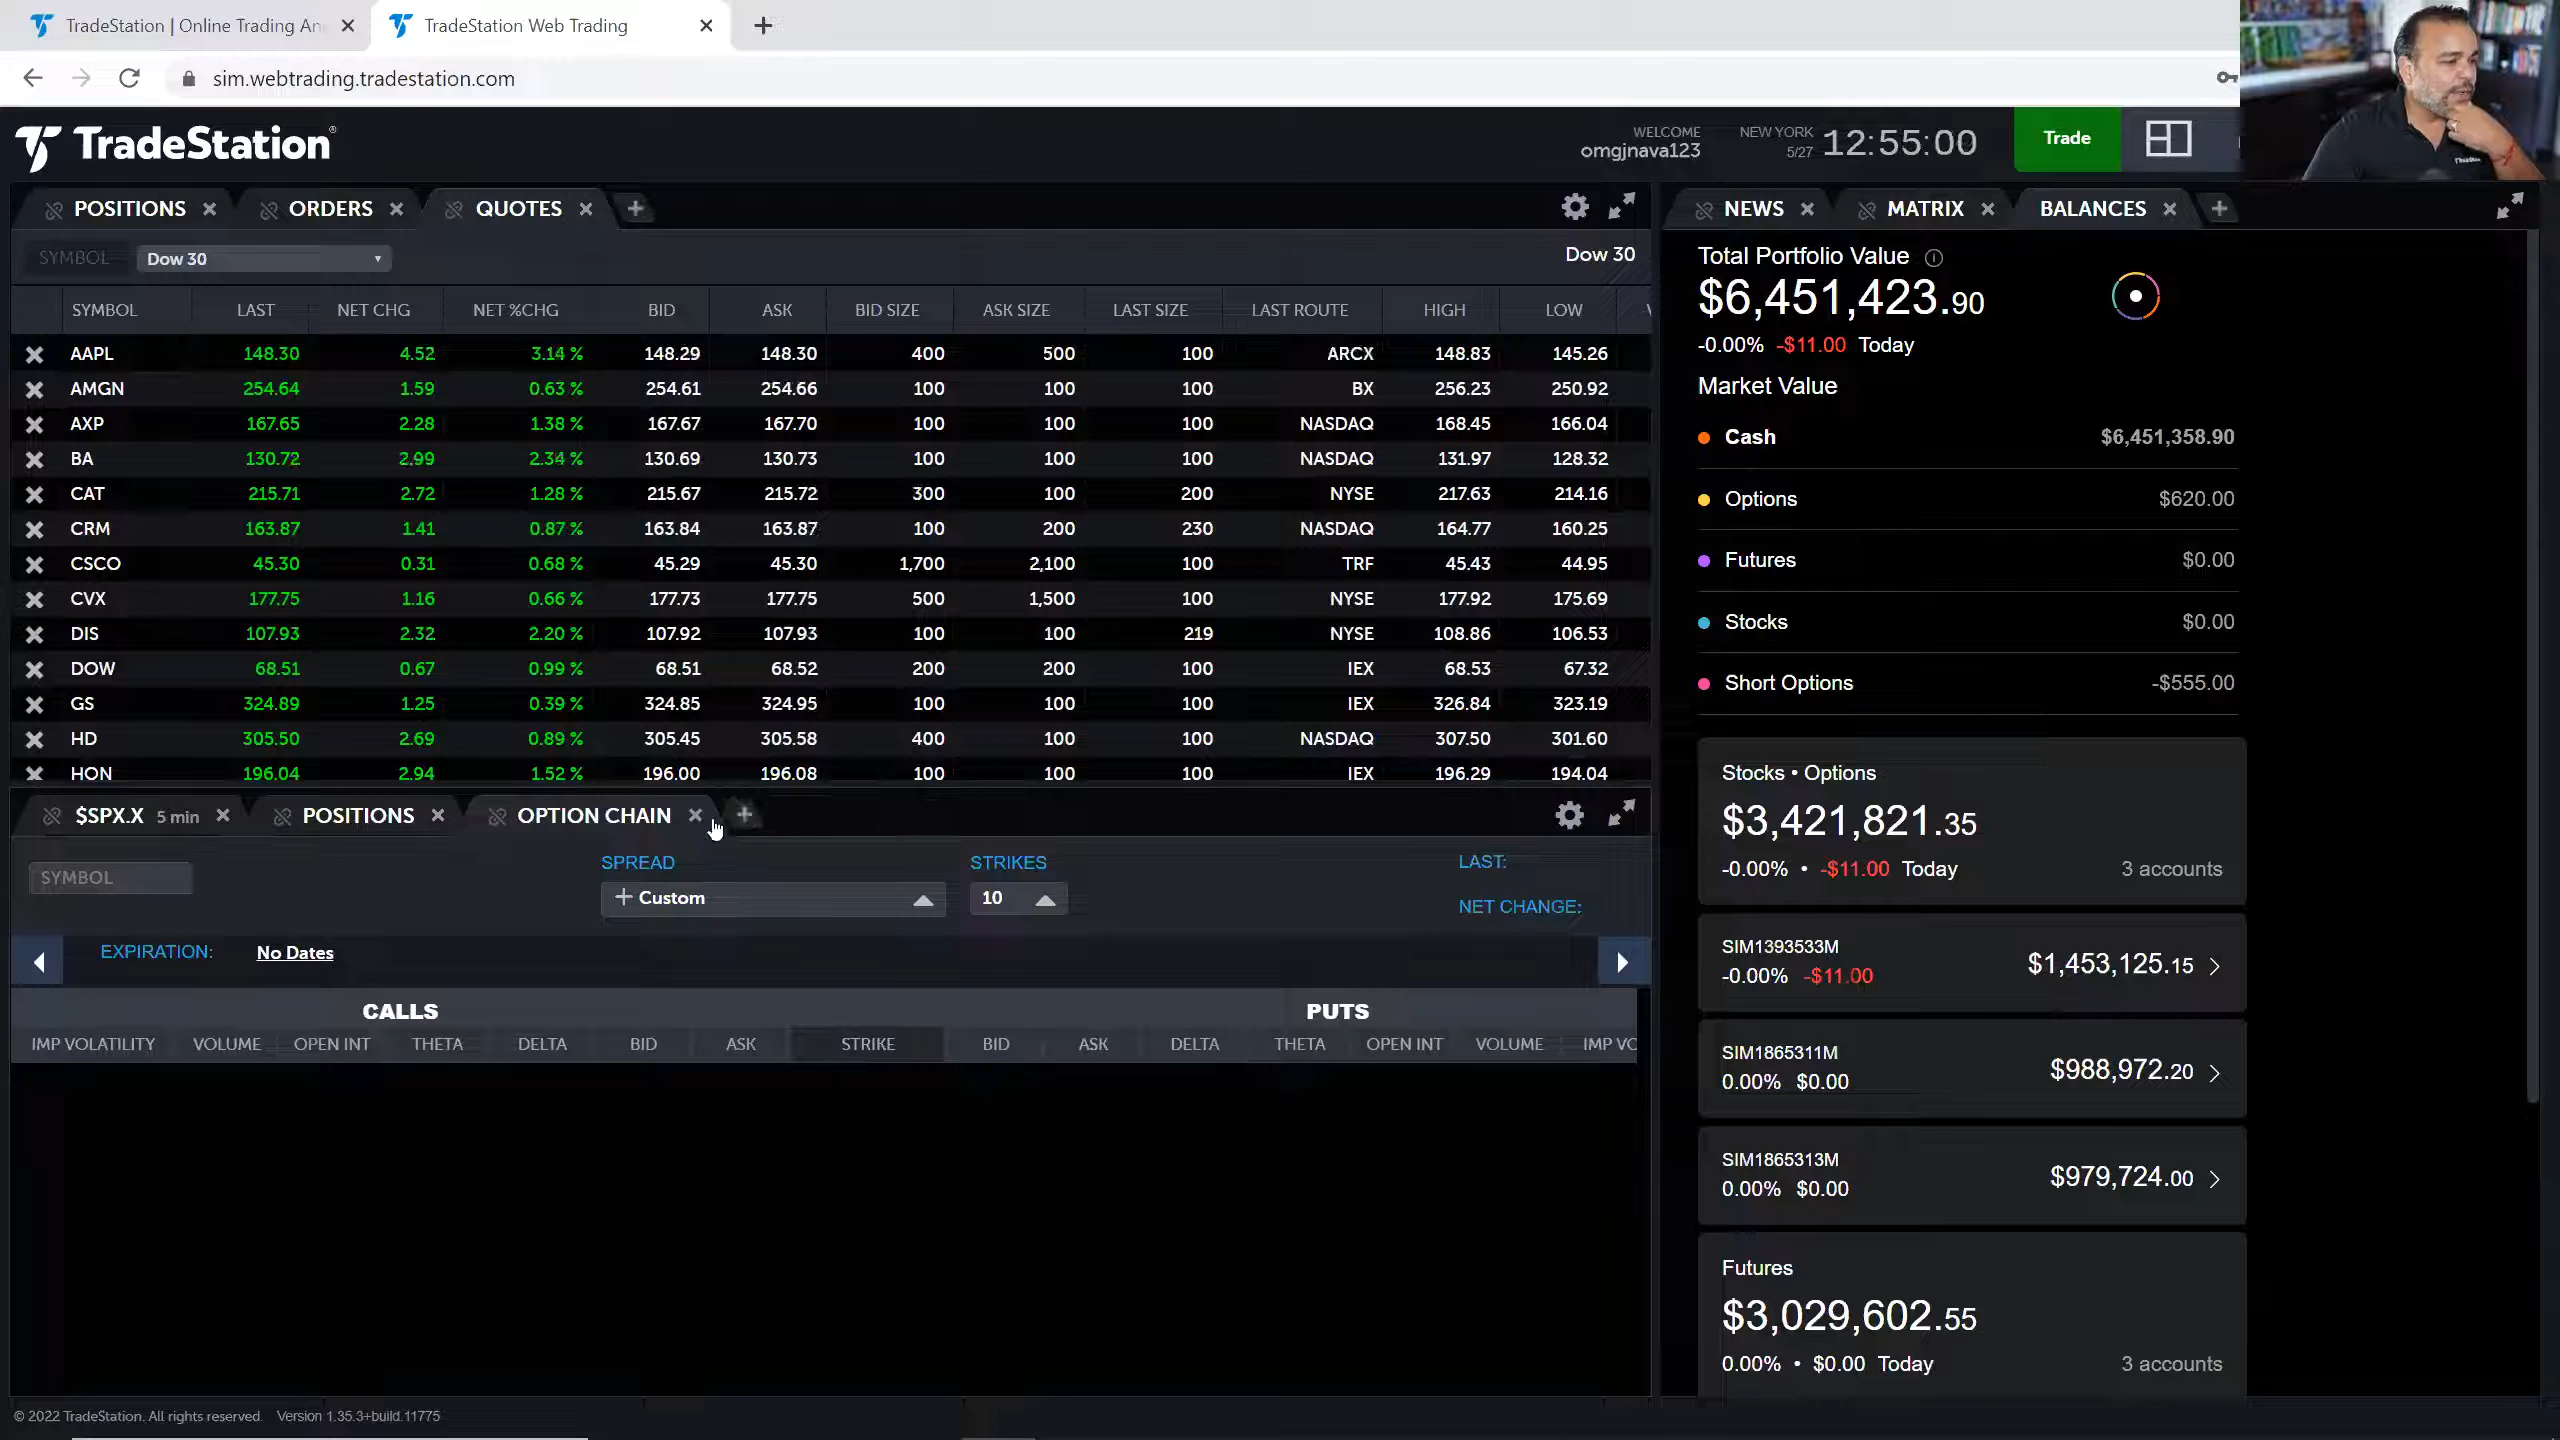 TradeStation | Online Trading An
TradeStation Web Trading
sim.webtrading.tradestation.com
TradeStation®
WELCOME
omgjnava123
NEW YORK
5/27
12:55:00
Trade
POSITIONS ORDERS QUOTES
SYMBOL Dow 30 Dow 30
SYMBOL LAST NET CHG NET %CHG BID ASK BID SIZE ASK SIZE LAST SIZE LAST ROUTE HIGH LOW
AAPL 148.30 4.52 3.14 % 148.29 148.30 400 500 100 ARCX 148.83 145.26
AMGN 254.64 1.59 0.63 % 254.61 254.66 100 100 100 BX 256.23 250.92
AXP 167.65 2.28 1.38 % 167.67 167.70 100 100 100 NASDAQ 168.45 166.04
BA 130.72 2.99 2.34 % 130.69 130.73 100 100 100 NASDAQ 131.97 128.32
CAT 215.71 2.72 1.28 % 215.67 215.72 300 100 200 NYSE 217.63 214.16
CRM 163.87 1.41 0.87 % 163.84 163.87 100 200 230 NASDAQ 164.77 160.25
CSCO 45.30 0.31 0.68 % 45.29 45.30 1,700 2,100 100 TRF 45.43 44.95
CVX 177.75 1.16 0.66 % 177.73 177.75 500 1,500 100 NYSE 177.92 175.69
DIS 107.93 2.32 2.20 % 107.92 107.93 100 100 219 NYSE 108.86 106.53
DOW 68.51 0.67 0.99 % 68.51 68.52 200 200 100 IEX 68.53 67.32
GS 324.89 1.25 0.39 % 324.85 324.95 100 100 100 IEX 326.84 323.19
HD 305.50 2.69 0.89 % 305.45 305.58 400 100 100 NASDAQ 307.50 301.60
HON 196.04 2.94 1.52 % 196.00 196.08 100 100 100 IEX 196.29 194.04
$SPX.X 5 min POSITIONS OPTION CHAIN
SYMBOL
SPREAD
Custom
STRIKES
10
LAST:
NET CHANGE:
EXPIRATION: No Dates
CALLS PUTS
IMP VOLATILITY VOLUME OPEN INT THETA DELTA BID ASK STRIKE BID ASK DELTA THETA OPEN INT VOLUME IMP VO
NEWS MATRIX BALANCES
Total Portfolio Value
$6,451,423.90
-0.00% -$11.00 Today
Market Value
Cash $6,451,358.90
Options $620.00
Futures $0.00
Stocks $0.00
Short Options -$555.00
Stocks • Options
$3,421,821.35
-0.00% • -$11.00 Today 3 accounts
SIM1393533M
-0.00% -$11.00 $1,453,125.15
SIM1865311M
0.00% $0.00 $988,972.20
SIM1865313M
0.00% $0.00 $979,724.00
Futures
$3,029,602.55
0.00% • $0.00 Today 3 accounts
© 2022 TradeStation. All rights reserved. Version 1.35.3+build.11775